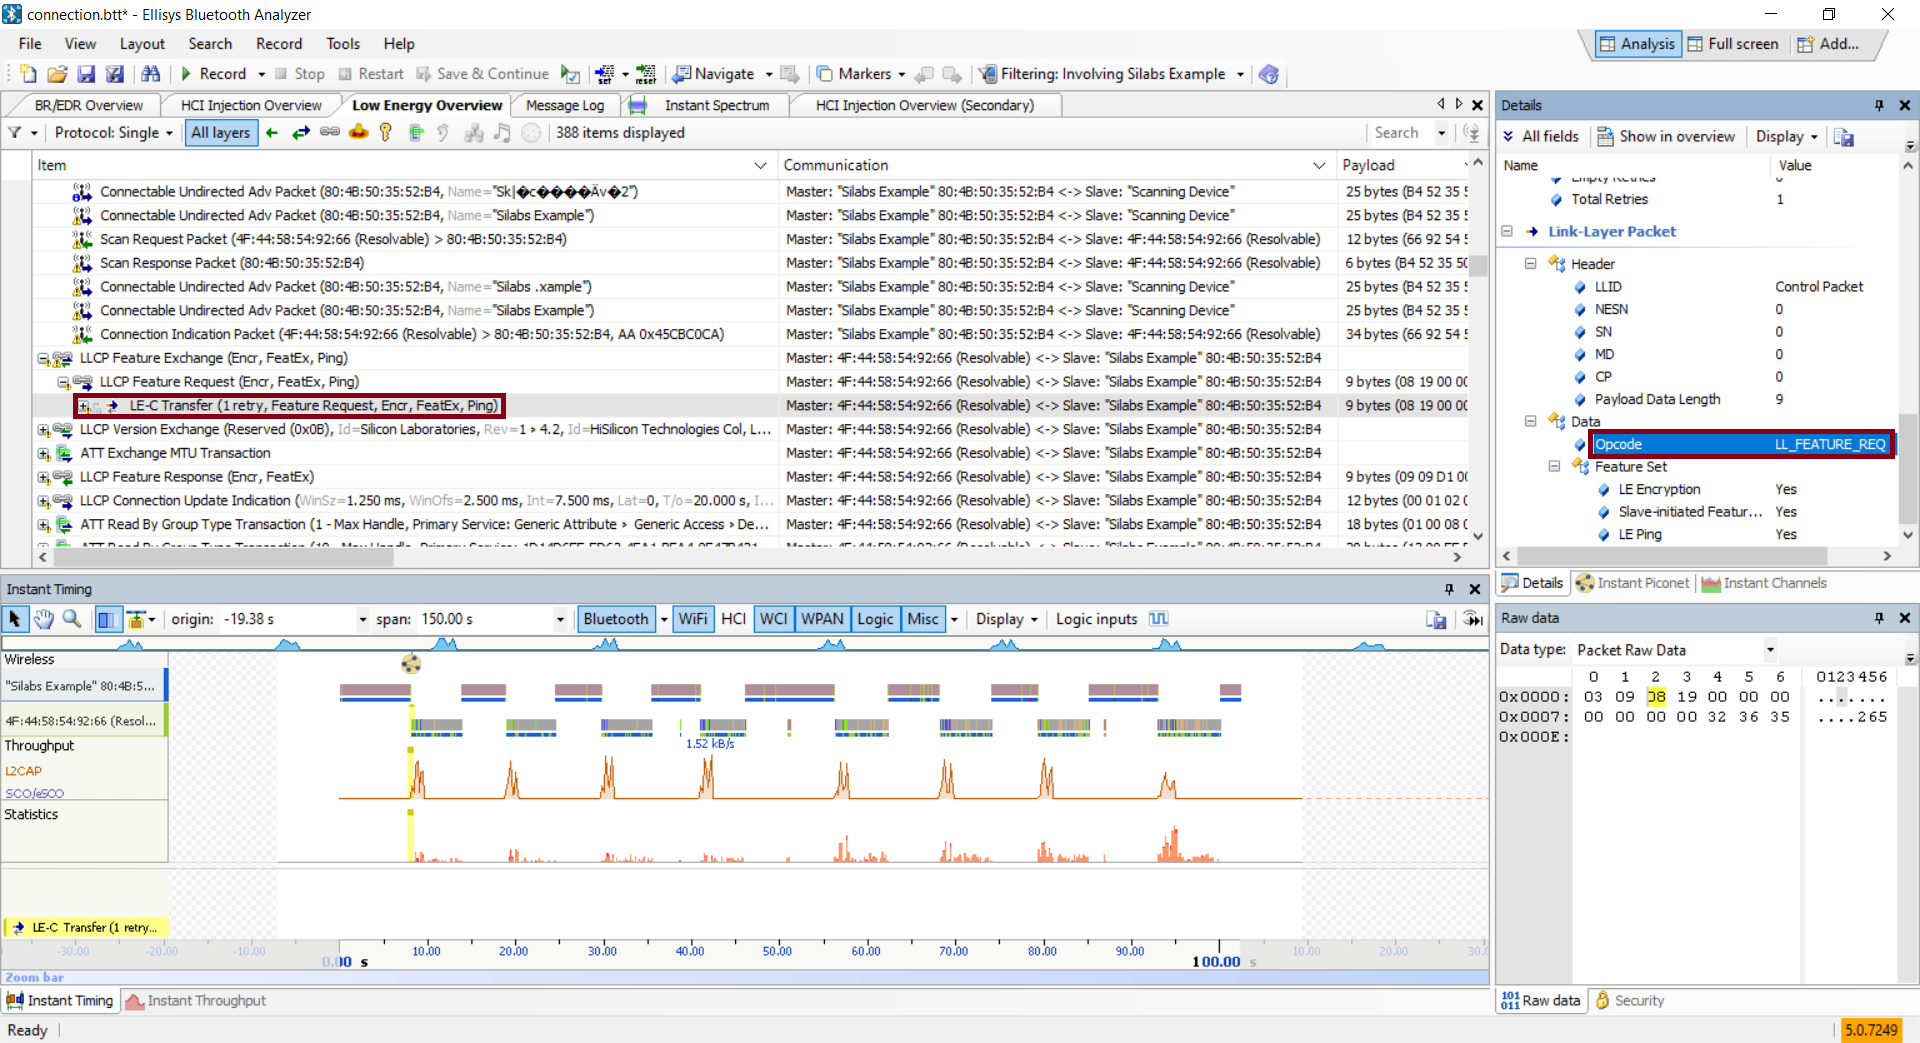 connection.btt* - Ellisys Bluetooth Analyzer
File View Layout Search Record Tools Help
Analysis Full screen Add...
Record Stop Restart Save & Continue set reset Navigate Markers Filtering: Involving Silabs Example
BR/EDR Overview HCI Injection Overview Low Energy Overview Message Log Instant Spectrum HCI Injection Overview (Secondary)
Protocol: Single All layers 388 items displayed Search
Item Communication Payload
Connectable Undirected Adv Packet (80:4B:50:35:52:B4, Name="Sk|�c����Äv�2") Master: "Silabs Example" 80:4B:50:35:52:B4 <-> Slave: "Scanning Device" 25 bytes (B4 52 35 5
Connectable Undirected Adv Packet (80:4B:50:35:52:B4, Name="Silabs Example") Master: "Silabs Example" 80:4B:50:35:52:B4 <-> Slave: "Scanning Device" 25 bytes (B4 52 35 5
Scan Request Packet (4F:44:58:54:92:66 (Resolvable) > 80:4B:50:35:52:B4) Master: "Silabs Example" 80:4B:50:35:52:B4 <-> Slave: 4F:44:58:54:92:66 (Resolvable) 12 bytes (66 92 54 5
Scan Response Packet (80:4B:50:35:52:B4) Master: "Silabs Example" 80:4B:50:35:52:B4 <-> Slave: 4F:44:58:54:92:66 (Resolvable) 6 bytes (B4 52 35 50
Connectable Undirected Adv Packet (80:4B:50:35:52:B4, Name="Silabs .xample") Master: "Silabs Example" 80:4B:50:35:52:B4 <-> Slave: "Scanning Device" 25 bytes (B4 52 35 5
Connectable Undirected Adv Packet (80:4B:50:35:52:B4, Name="Silabs Example") Master: "Silabs Example" 80:4B:50:35:52:B4 <-> Slave: "Scanning Device" 25 bytes (B4 52 35 5
Connection Indication Packet (4F:44:58:54:92:66 (Resolvable) > 80:4B:50:35:52:B4, AA 0x45CBC0CA) Master: "Silabs Example" 80:4B:50:35:52:B4 <-> Slave: 4F:44:58:54:92:66 (Resolvable) 34 bytes (66 92 54 5
LLCP Feature Exchange (Encr, FeatEx, Ping) Master: 4F:44:58:54:92:66 (Resolvable) <-> Slave: "Silabs Example" 80:4B:50:35:52:B4
LLCP Feature Request (Encr, FeatEx, Ping) Master: 4F:44:58:54:92:66 (Resolvable) <-> Slave: "Silabs Example" 80:4B:50:35:52:B4 9 bytes (08 19 00 00
LE-C Transfer (1 retry, Feature Request, Encr, FeatEx, Ping) Master: 4F:44:58:54:92:66 (Resolvable) <-> Slave: "Silabs Example" 80:4B:50:35:52:B4 9 bytes (08 19 00 00
LLCP Version Exchange (Reserved (0x0B), Id=Silicon Laboratories, Rev=1 > 4.2, Id=HiSilicon Technologies Col, L... Master: 4F:44:58:54:92:66 (Resolvable) <-> Slave: "Silabs Example" 80:4B:50:35:52:B4
ATT Exchange MTU Transaction Master: 4F:44:58:54:92:66 (Resolvable) <-> Slave: "Silabs Example" 80:4B:50:35:52:B4
LLCP Feature Response (Encr, FeatEx) Master: 4F:44:58:54:92:66 (Resolvable) <-> Slave: "Silabs Example" 80:4B:50:35:52:B4 9 bytes (09 09 D1 00
LLCP Connection Update Indication (WinSz=1.250 ms, WinOfs=2.500 ms, Int=7.500 ms, Lat=0, T/o=20.000 s, I... Master: 4F:44:58:54:92:66 (Resolvable) <-> Slave: "Silabs Example" 80:4B:50:35:52:B4 12 bytes (00 01 02 0
ATT Read By Group Type Transaction (1 - Max Handle, Primary Service: Generic Attribute > Generic Access > De... Master: 4F:44:58:54:92:66 (Resolvable) <-> Slave: "Silabs Example" 80:4B:50:35:52:B4 18 bytes (01 00 08 0
Details
All fields Show in overview Display
Name Value
Empty Retries 0
Total Retries 1
Link-Layer Packet
Header
LLID Control Packet
NESN 0
SN 0
MD 0
CP 0
Payload Data Length 9
Data
Opcode LL_FEATURE_REQ
Feature Set
LE Encryption Yes
Slave-initiated Featur... Yes
LE Ping Yes
Details Instant Piconet Instant Channels
Instant Timing
origin: -19.38 s span: 150.00 s Bluetooth WiFi HCI WCI WPAN Logic Misc Display Logic inputs
Wireless
"Silabs Example" 80:4B:5...
4F:44:58:54:92:66 (Resol...
1.52 kB/s
Throughput
L2CAP
SCO/eSCO
Statistics
LE-C Transfer (1 retry...
-30.00 -20.00 -10.00 0.00 s 10.00 20.00 30.00 40.00 50.00 60.00 70.00 80.00 90.00 100.00 s 10.00 20.00 30.0
Zoom bar
Instant Timing Instant Throughput
Raw data
Data type: Packet Raw Data
0 1 2 3 4 5 6 0123456
0x0000: 03 09 08 19 00 00 00 .......
0x0007: 00 00 00 00 32 36 35 ....265
0x000E:
101 011 Raw data Security
Ready 5.0.7249